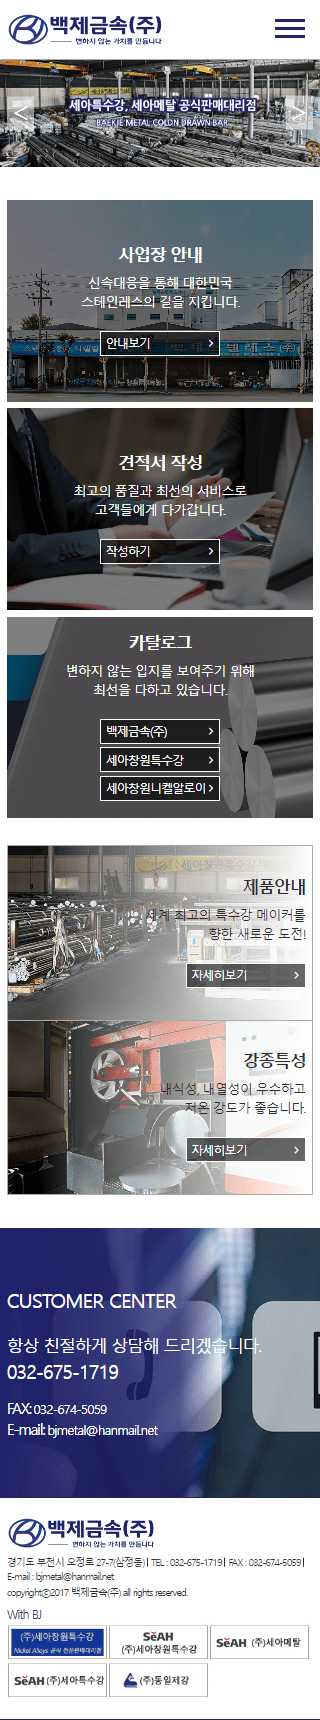 백제금속(주)
변하지 않는 가치를 만듭니다
세아특수강, 세아메탈 공식판매대리점
BAEKJE METAL COLDN DRAWN BAR
사업장 안내
신속대응을 통해 대한민국
스테인레스의 길을 지킵니다.
안내보기
견적서 작성
최고의 품질과 최선의 서비스로
고객들에게 다가갑니다.
작성하기
카탈로그
변하지 않는 입지를 보여주기 위해
최선을 다하고 있습니다.
백제금속(주)
세아창원특수강
세아창원니켈알로이
제품안내
세계 최고의 특수강 메이커를
향한 새로운 도전!
자세히보기
강종특성
내식성, 내열성이 우수하고
저온 강도가 좋습니다.
자세히보기
CUSTOMER CENTER
항상 친절하게 상담해 드리겠습니다.
032-675-1719
FAX: 032-674-5059
E-mail: bjmetal@hanmail.net
백제금속(주)
변하지 않는 가치를 만듭니다
경기도 부천시 오정로 27-7(삼정동) | TEL : 032-675-1719 | FAX : 032-674-5059 |
E-mail : bjmetal@hanmail.net
copyrightⓒ2017 백제금속(주) all rights reserved.
With BJ
(주)세아창원특수강
Nickel Alloys 공식 전문판매대리점
SeAH
(주)세아창원특수강
SeAH (주)세아메탈
SeAH (주)세아특수강
(주)동일제강